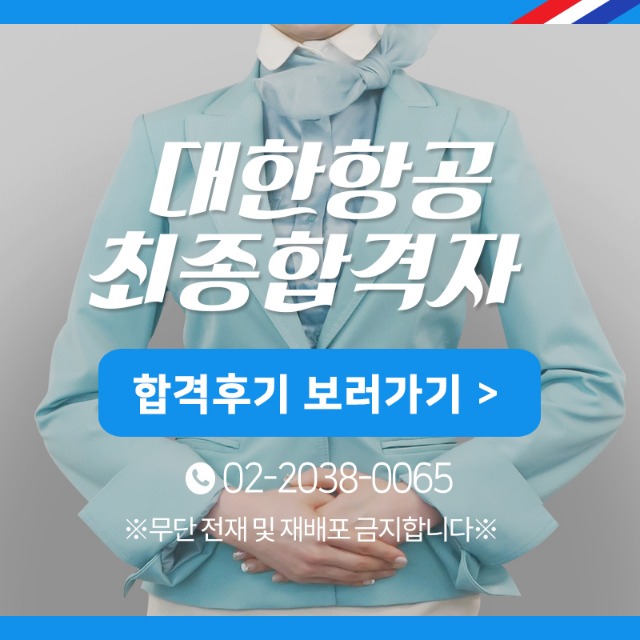 대한항공
최종합격자
합격후기 보러가기 >
02-2038-0065
※무단 전재 및 재배포 금지합니다※